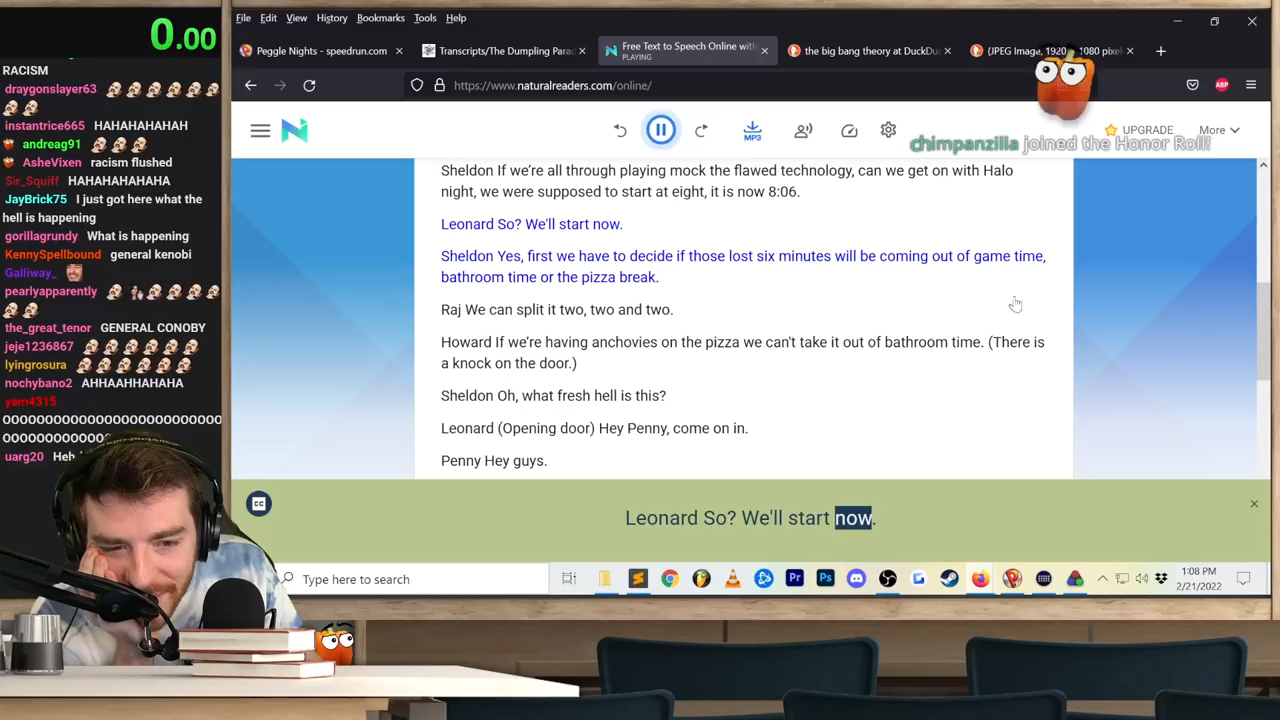 0.00
RACISM
draygonslayer63
instantrice665 HAHAHAHAHAH
andreag91
AsheVixen racism flushed
Sir_Squiff HAHAHAHAHAHA
JayBrick75 I just got here what the
hell is happening
gorillagrundy What is happening
KennySpellbound general kenobi
Galliway_
pearlyapparently
the_great_tenor GENERAL CONOBY
jeje1236867
lyingrosura
nochybano2 AHHAAHHAHAHA
yam4315
uarg20 Heh
File Edit View History Bookmarks Tools Help
Peggle Nights - speedrun.com
Transcripts/The Dumpling Para
Free Text to Speech Online with
PLAYING
the big bang theory at DuckDu
(JPEG Image, 1920 1080 pixel
https://www.naturalreaders.com/online/
ABP
MP3
UPGRADE
More
chimpanzilla joined the Honor Roll!
Sheldon If we're all through playing mock the flawed technology, can we get on with Halo
night, we were supposed to start at eight, it is now 8:06.
Leonard So? We'll start now.
Sheldon Yes, first we have to decide if those lost six minutes will be coming out of game time,
bathroom time or the pizza break.
Raj We can split it two, two and two.
Howard If we're having anchovies on the pizza we can't take it out of bathroom time. (There is
a knock on the door.)
Sheldon Oh, what fresh hell is this?
Leonard (Opening door) Hey Penny, come on in.
Penny Hey guys.
CC
Leonard So? We'll start now.
Type here to search
Pr
Ps
1:08 PM
2/21/2022